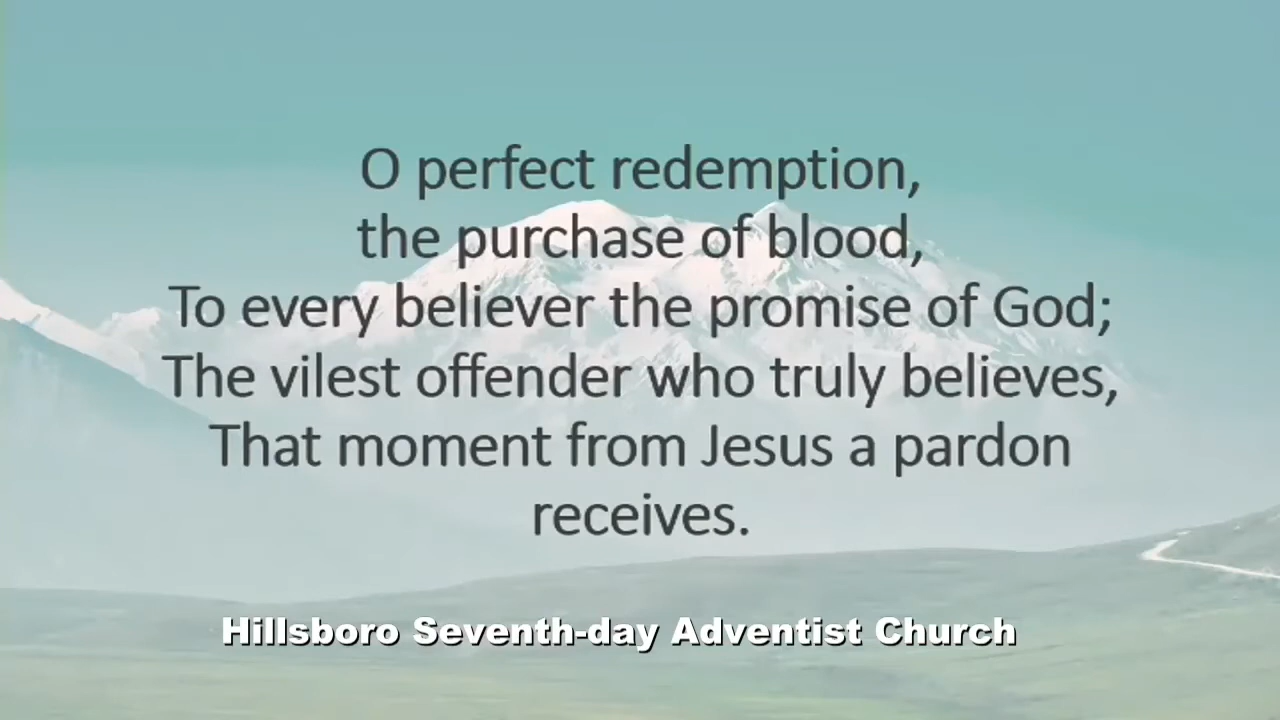 O perfect redemption,
the purchase of blood,
To every believer the promise of God;
The vilest offender who truly believes,
That moment from Jesus a pardon
receives.
Hillsboro Seventh-day Adventist Church